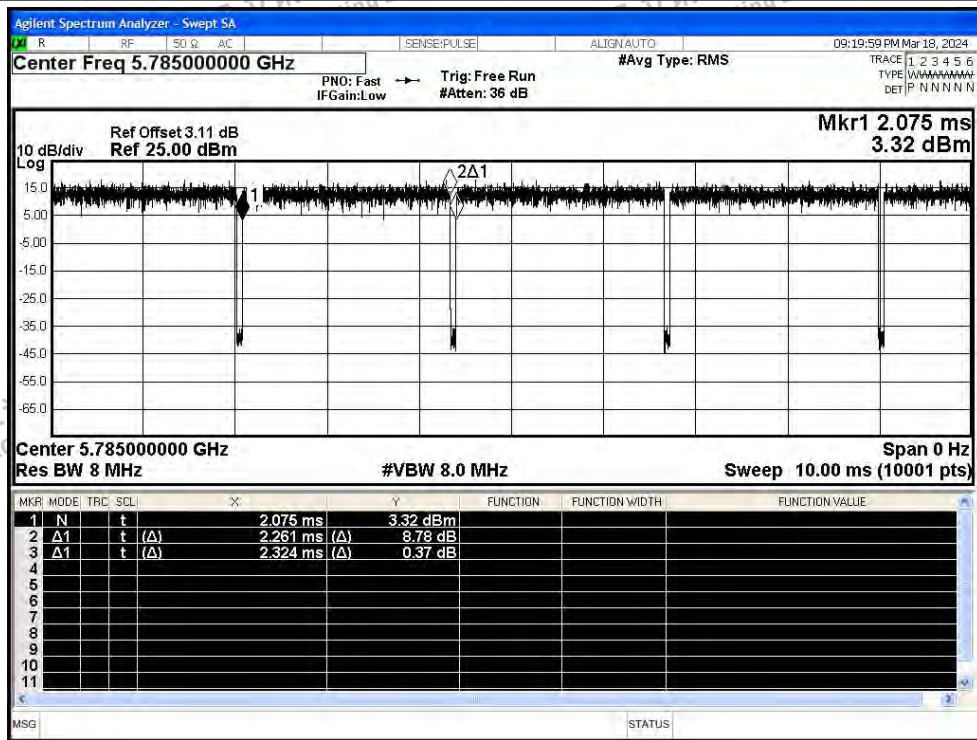 Agilent Spectrum Analyzer - Swept SA
R RF 50 Ω AC SENSE:PULSE ALIGN AUTO 09:19:59 PM Mar 18, 2024
Center Freq 5.785000000 GHz #Avg Type: RMS TRACE 1 2 3 4 5 6
PNO: Fast Trig: Free Run TYPE WWWWWW
IFGain:Low #Atten: 36 dB DET P N N N N N
Mkr1 2.075 ms
Ref Offset 3.11 dB
10 dB/div Ref 25.00 dBm 3.32 dBm
Log
2Δ1
15.0
1
5.00
-5.00
-15.0
-25.0
-35.0
-45.0
-55.0
-65.0
Center 5.785000000 GHz Span 0 Hz
Res BW 8 MHz #VBW 8.0 MHz Sweep 10.00 ms (10001 pts)
MKR MODE TRC SCL X Y FUNCTION FUNCTION WIDTH FUNCTION VALUE
1 N t 2.075 ms 3.32 dBm
2 Δ1 t (Δ) 2.261 ms (Δ) 8.78 dB
3 Δ1 t (Δ) 2.324 ms (Δ) 0.37 dB
4
5
6
7
8
9
10
11
MSG STATUS